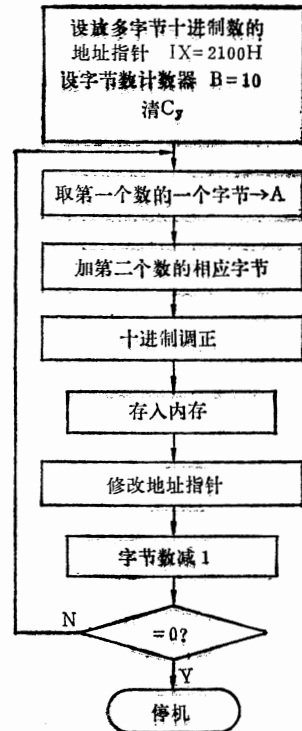 设放多字节十进制数的
地址指针 IX=2100H
设字节数计数器 B=10
清Cy
取第一个数的一个字节→A
加第二个数的相应字节
十进制调正
存入内存
修改地址指针
字节数减1
N
=0?
Y
停机